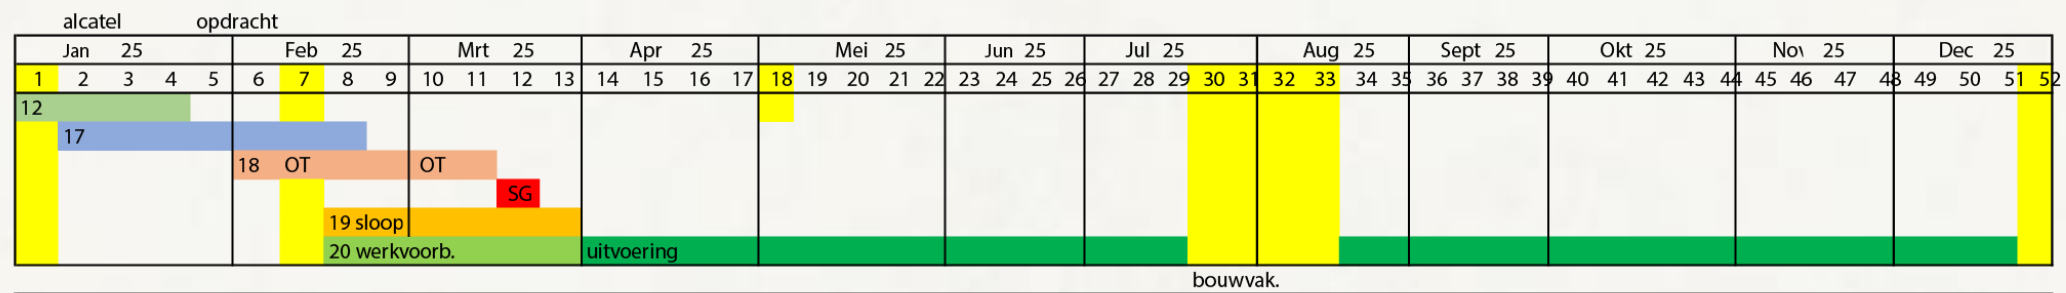 alcatel opdracht
Jan 25 Feb 25 Mrt 25 Apr 25 Mei 25 Jun 25 Jul 25 Aug 25 Sept 25 Okt 25 Nov 25 Dec 25
1 2 3 4 5 6 7 8 9 10 11 12 13 14 15 16 17 18 19 20 21 22 23 24 25 26 27 28 29 30 31 32 33 34 35 36 37 38 39 40 41 42 43 44 45 46 47 48 49 50 51 52
12
17
18 OT OT
SG
19 sloop
20 werkvoorb. uitvoering
bouwvak.